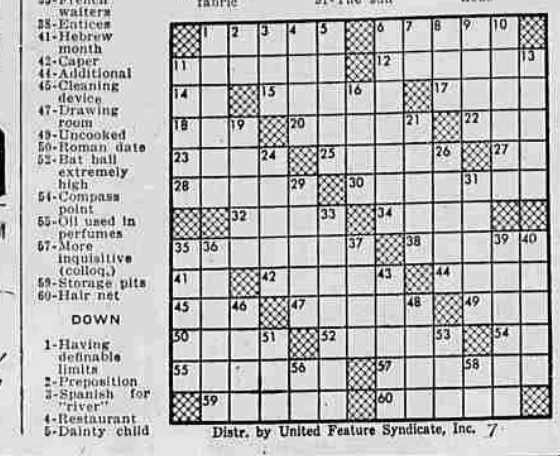 waiters
fabric
38-Entices
41-Hebrew
month
42-Caper
44-Additional
45-Cleaning
device
47-Drawing
room
49-Uncooked
50-Roman date
52-Bat ball
extremely
high
54-Compass
point
55-Oil used in
perfumes
57-More
inquisitive
(colloq.)
59-Storage pits
60-Hair net
DOWN
1-Having
definable
limits
2-Preposition
3-Spanish for
"river"
4-Restaurant
5-Dainty child
1 2 3 4 5 6 7 8 9 10
11 12 13
14 15 16 17
18 19 20 21 22
23 24 25 26 27
28 29 30 31
32 33 34
35 36 37 38 39 40
41 42 43 44
45 46 47 48 49
50 51 52 53 54
55 56 57 58
59 60
Distr. by United Feature Syndicate, Inc. 7